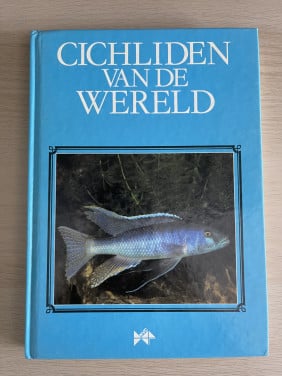 CICHLIDEN
VAN DE
WERELD